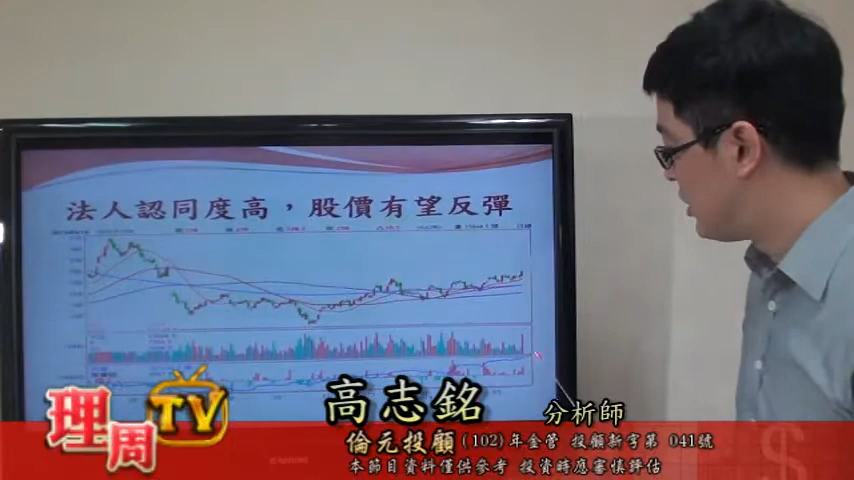 法人認同度高，股價有望反彈
理周TV
高志銘 分析師
倫元投顧(102)年金管 投顧新字第 041號
本節目資料僅供參考 投資時應審慎評估